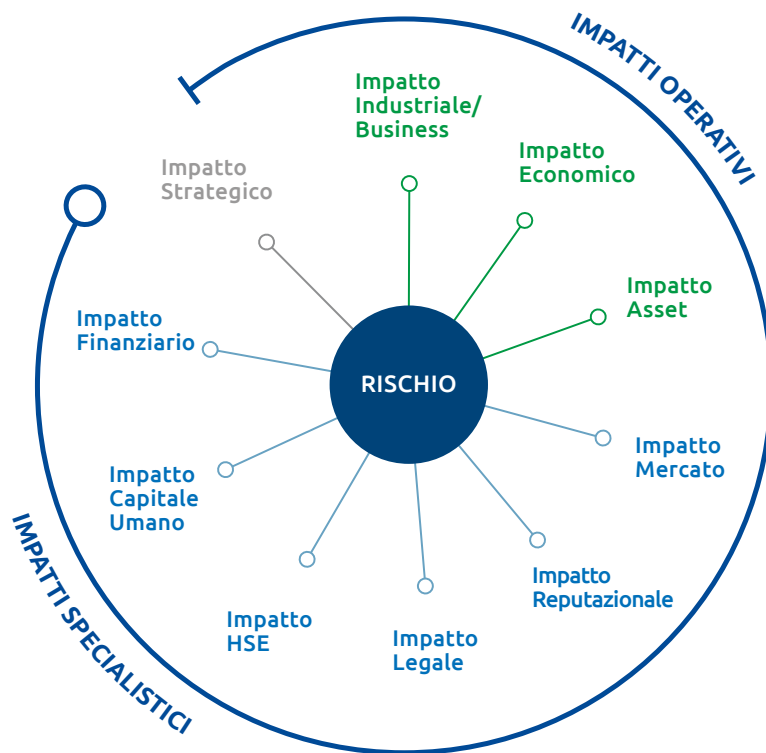 IMPATTI OPERATIVI
Impatto
Industriale/
Business
Impatto
Economico
Impatto
Strategico
Impatto
Asset
Impatto
Finanziario
RISCHIO
Impatto
Mercato
Impatto
Capitale
Umano
Impatto
Reputazionale
Impatto
HSE
Impatto
Legale
IMPATTI SPECIALISTICI